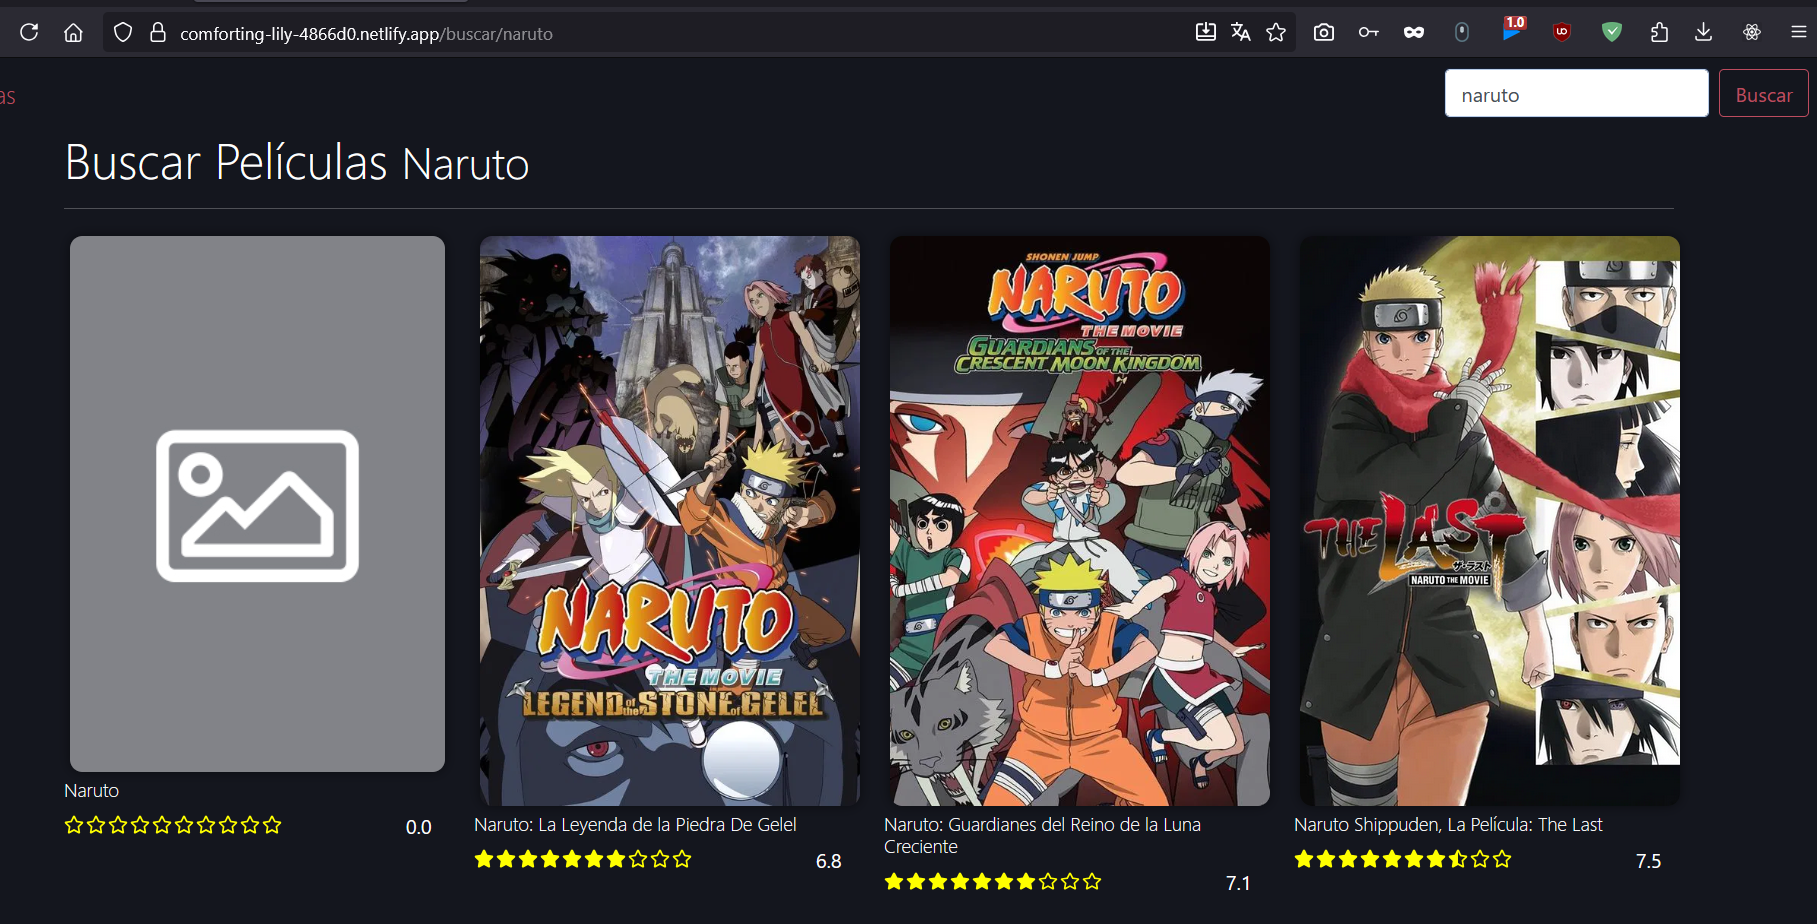 comforting-lily-4866d0.netlify.app/buscar/naruto
1.0
as
naruto
Buscar
Buscar Películas Naruto
NARUTO
THE MOVIE
LEGEND of the STONE of GELEL
SHONEN JUMP
NARUTO
THE MOVIE
GUARDIANS OF THE
CRESCENT MOON KINGDOM
THE LAST
ザ・ラスト
NARUTO THE MOVIE
Naruto
0.0
Naruto: La Leyenda de la Piedra De Gelel
6.8
Naruto: Guardianes del Reino de la Luna
Creciente
7.1
Naruto Shippuden, La Película: The Last
7.5